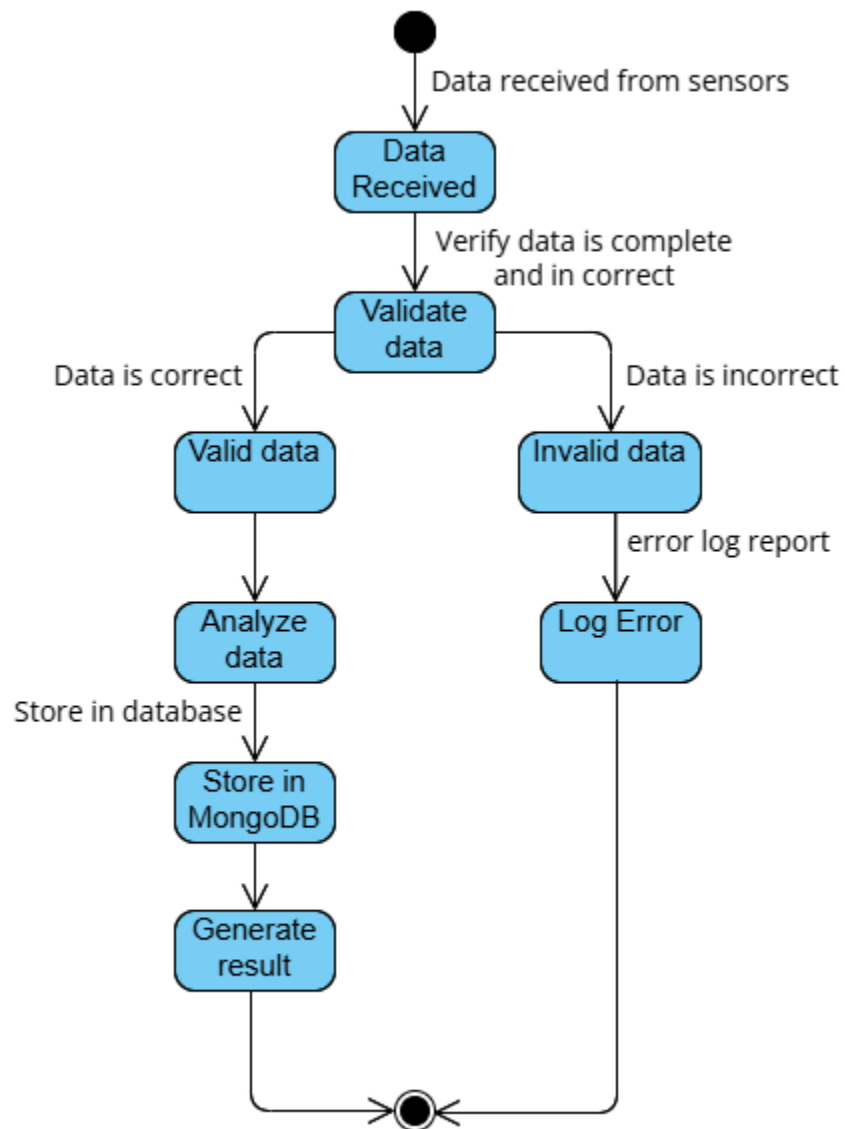 Data received from sensors
Data
Received
Verify data is complete
and in correct
Validate
data
Data is correct
Data is incorrect
Valid data
Invalid data
error log report
Analyze
data
Log Error
Store in database
Store in
MongoDB
Generate
result